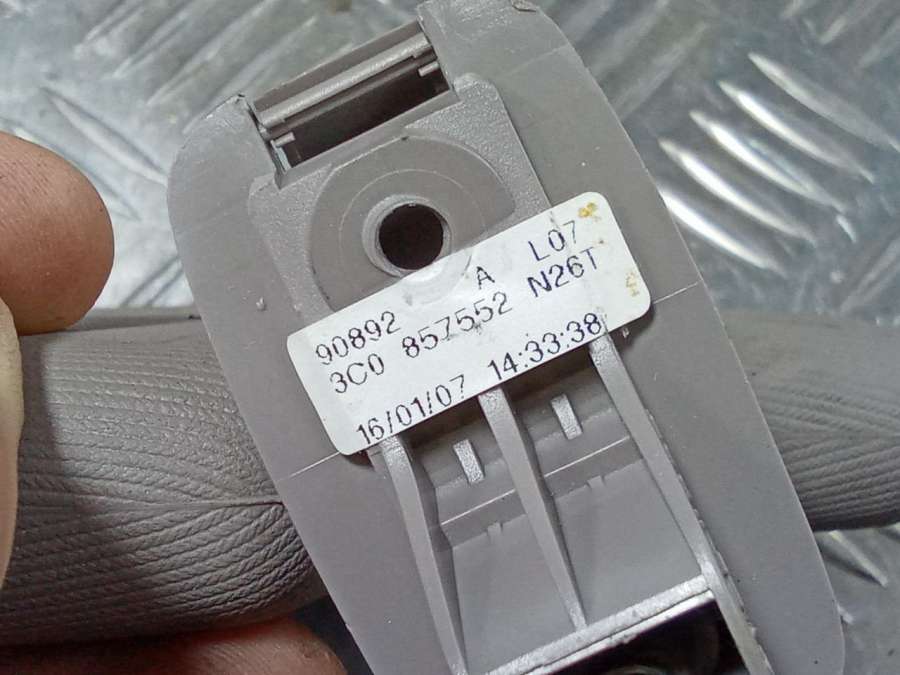 90892 A L07
3C0 857552 N26T
16/01/07 14:33:38